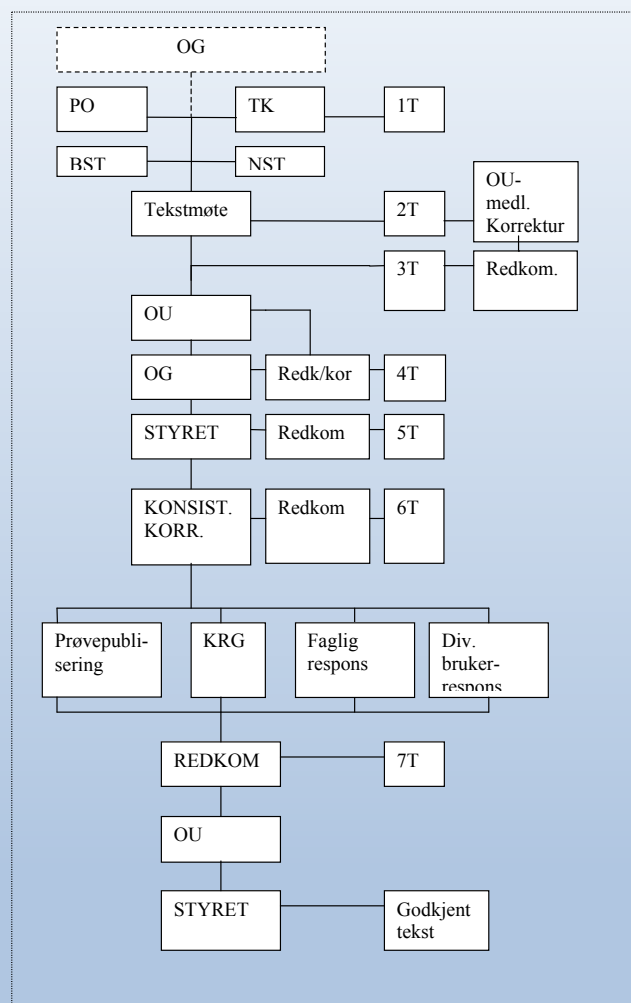 OG
PO
TK
1T
BST
NST
Tekstmøte
2T
OU-
medl.
Korrektur
3T
Redkom.
OU
OG
Redk/kor
4T
STYRET
Redkom
5T
KONSIST.
KORR.
Redkom
6T
Prøvepubli-
sering
KRG
Faglig
respons
Div.
bruker-
respons
REDKOM
7T
OU
STYRET
Godkjent
tekst